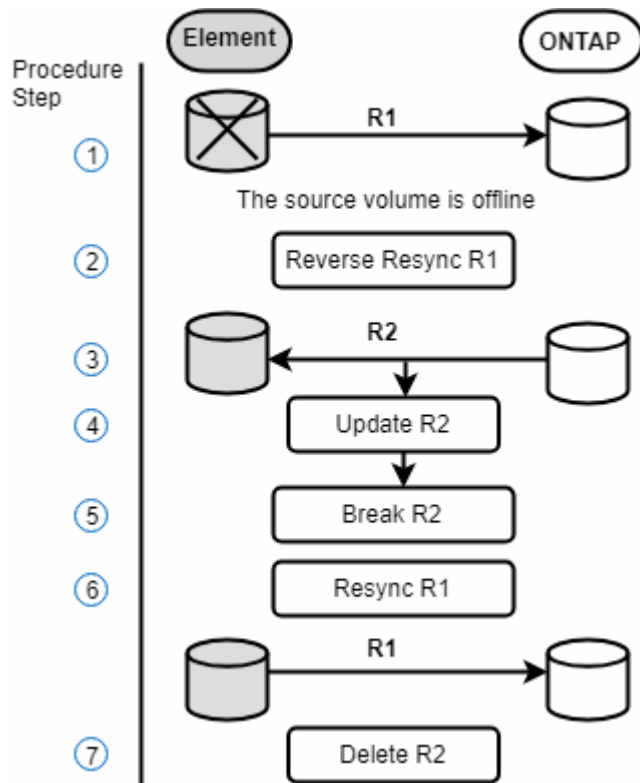 Element
ONTAP
Procedure
Step
1
R1
The source volume is offline
2
Reverse Resync R1
3
R2
4
Update R2
5
Break R2
6
Resync R1
R1
7
Delete R2